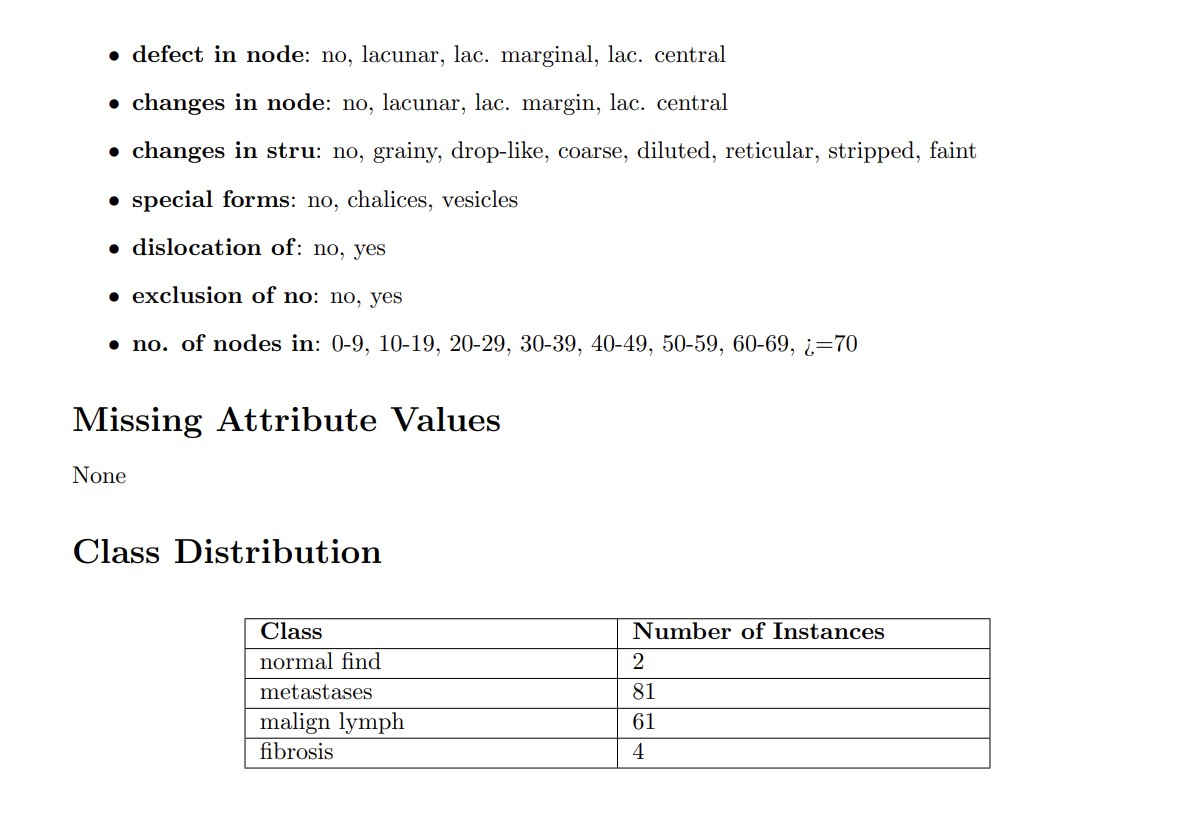 • defect in node: no, lacunar, lac. marginal, lac. central
• changes in node: no, lacunar, lac. margin, lac. central
• changes in stru: no, grainy, drop-like, coarse, diluted, reticular, stripped, faint
• special forms: no, chalices, vesicles
• dislocation of: no, yes
• exclusion of no: no, yes
• no. of nodes in: 0-9, 10-19, 20-29, 30-39, 40-49, 50-59, 60-69, ¿=70
Missing Attribute Values
None
Class Distribution
Class Number of Instances
normal find 2
metastases 81
malign lymph 61
fibrosis 4